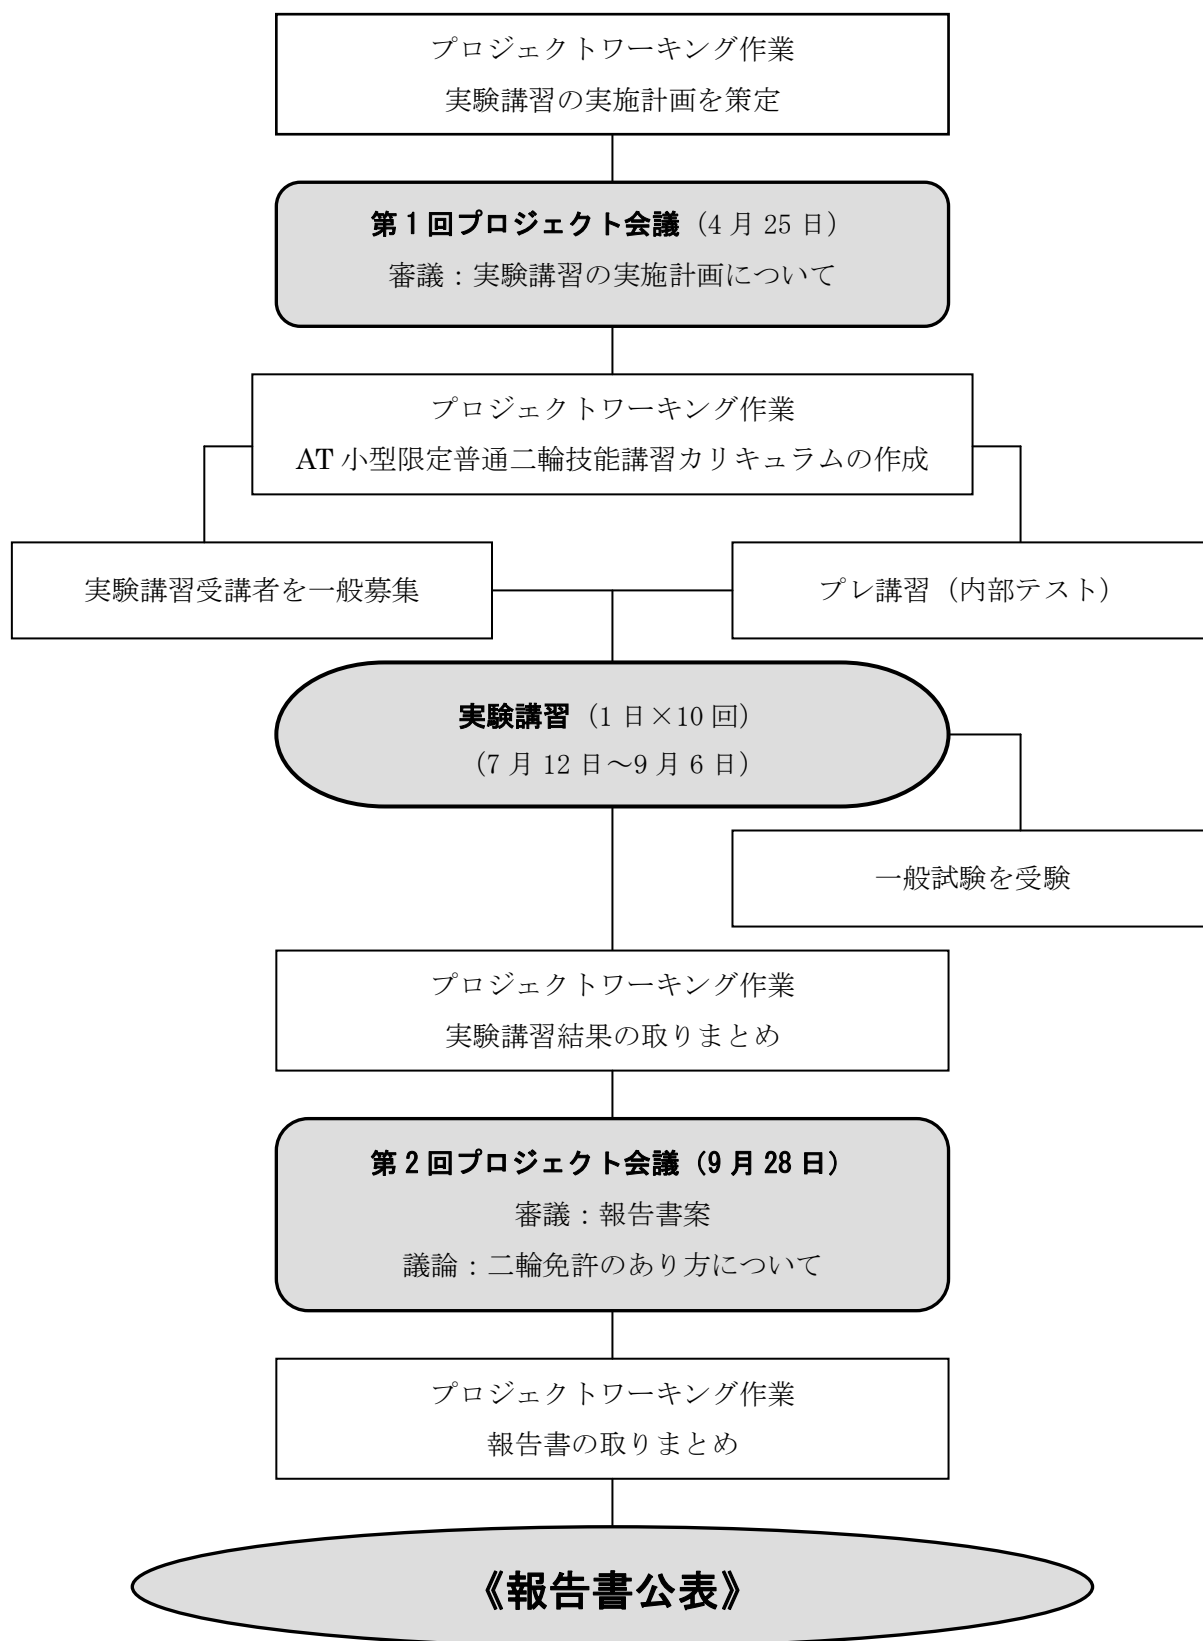 プロジェクトワーキング作業
実験講習の実施計画を策定
第1回プロジェクト会議（4月25日）
審議：実験講習の実施計画について
プロジェクトワーキング作業
AT小型限定普通二輪技能講習カリキュラムの作成
実験講習受講者を一般募集
プレ講習（内部テスト）
実験講習（1日×10回）
（7月12日～9月6日）
一般試験を受験
プロジェクトワーキング作業
実験講習結果の取りまとめ
第2回プロジェクト会議（9月28日）
審議：報告書案
議論：二輪免許のあり方について
プロジェクトワーキング作業
報告書の取りまとめ
《報告書公表》